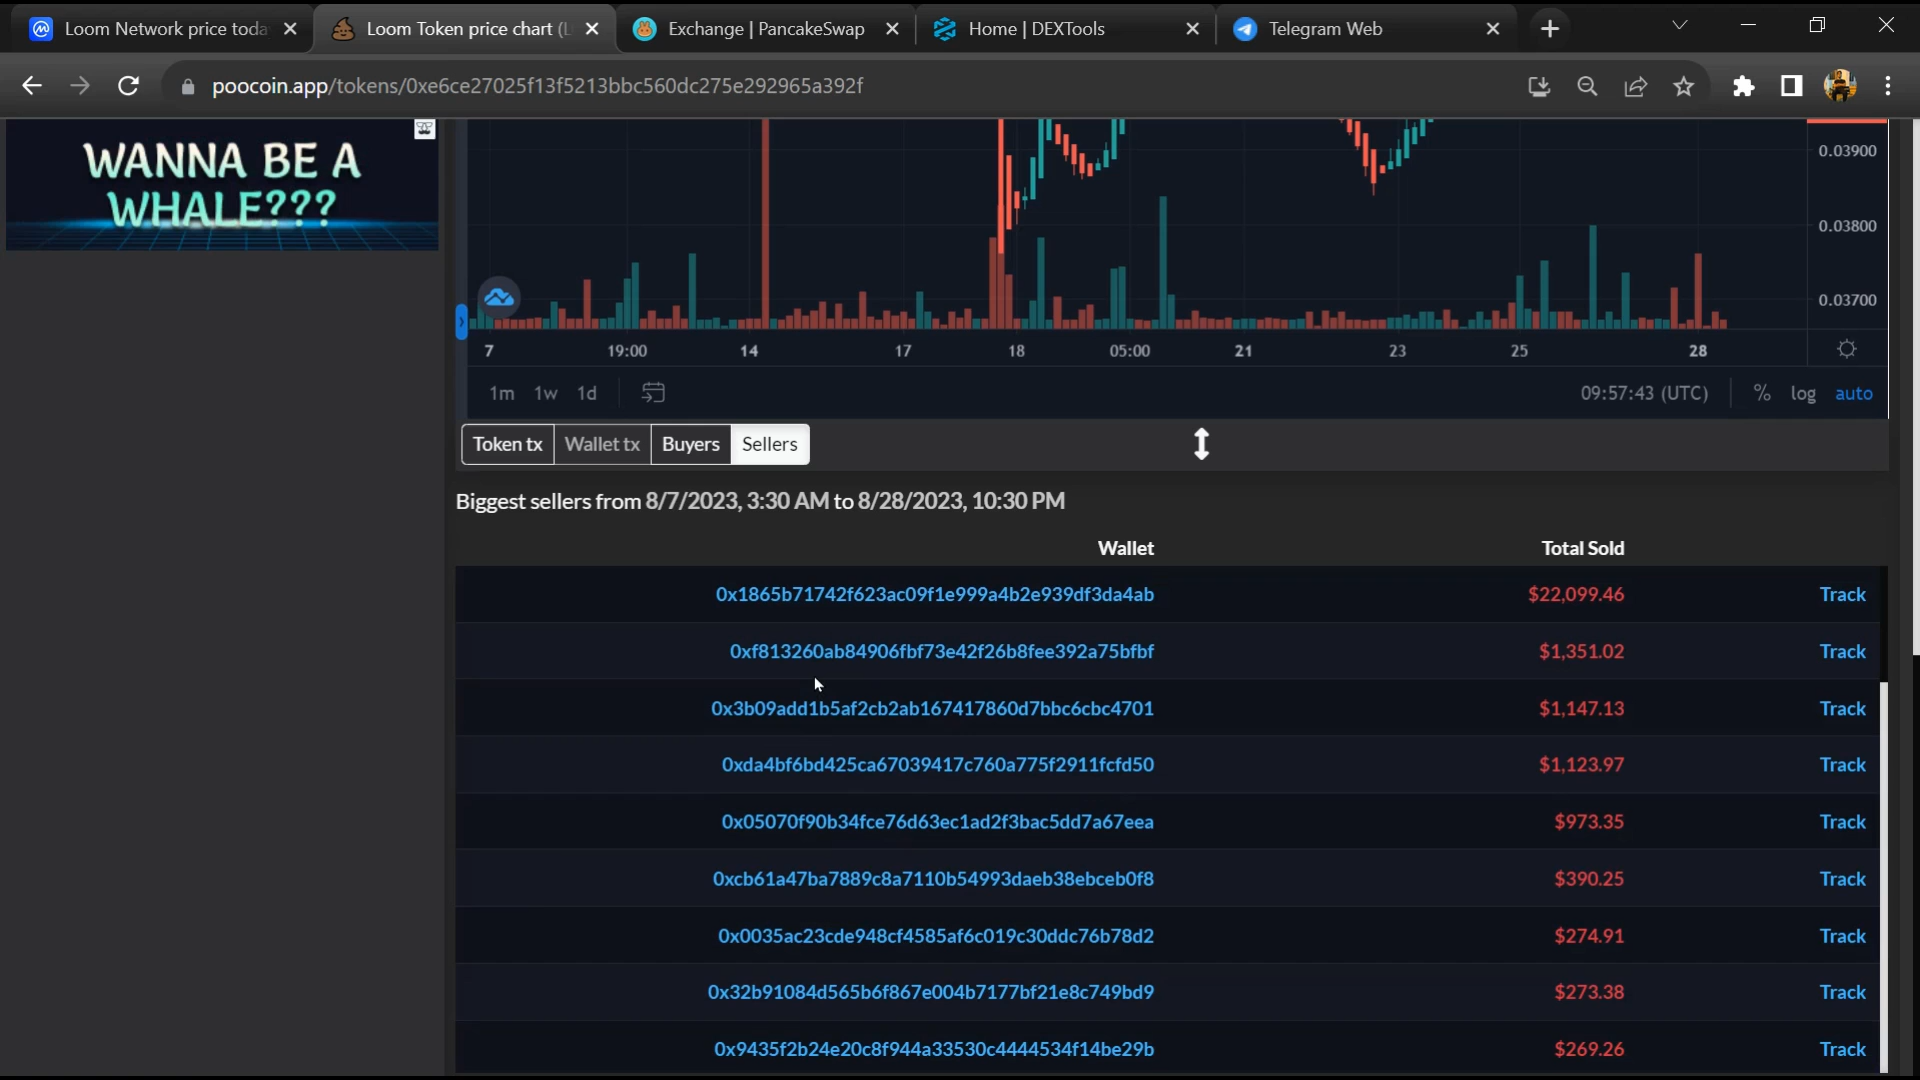 Loom Network price toda
Loom Token price chart (L
Exchange | PancakeSwap
Home | DEXTools
Telegram Web
poocoin.app/tokens/0xe6ce27025f13f5213bbc560dc275e292965a392f
WANNA BE A
WHALE???
0.03900
0.03800
0.03700
7 19:00 14 17 18 05:00 21 23 25 28
1m 1w 1d 09:57:43 (UTC) % log auto
Token tx Wallet tx Buyers Sellers
Biggest sellers from 8/7/2023, 3:30 AM to 8/28/2023, 10:30 PM
Wallet Total Sold
0x1865b71742f623ac09f1e999a4b2e939df3da4ab $22,099.46 Track
0xf813260ab84906fbf73e42f26b8fee392a75bfbf $1,351.02 Track
0x3b09add1b5af2cb2ab167417860d7bbc6cbc4701 $1,147.13 Track
0xda4bf6bd425ca67039417c760a775f2911fcfd50 $1,123.97 Track
0x05070f90b34fce76d63ec1ad2f3bac5dd7a67eea $973.35 Track
0xcb61a47ba7889c8a7110b54993daeb38ebceb0f8 $390.25 Track
0x0035ac23cde948cf4585af6c019c30ddc76b78d2 $274.91 Track
0x32b91084d565b6f867e004b7177bf21e8c749bd9 $273.38 Track
0x9435f2b24e20c8f944a33530c4444534f14be29b $269.26 Track